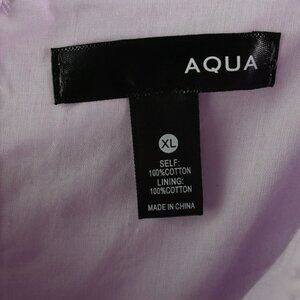 AQUA
XL
SELF:
100%COTTON
LINING:
100%COTTON
MADE IN CHINA